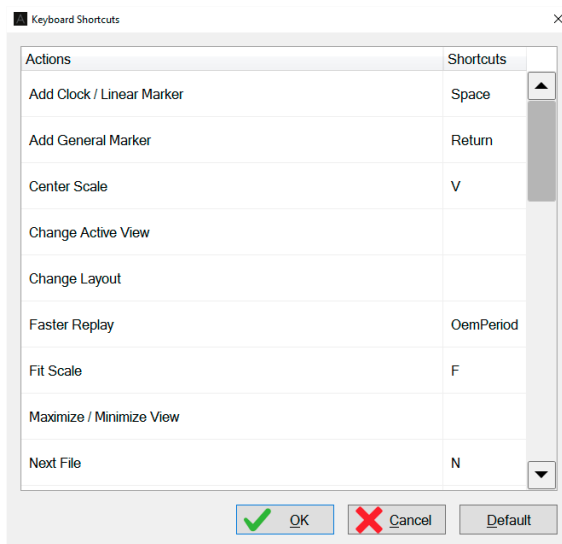 Keyboard Shortcuts
Actions Shortcuts
Add Clock / Linear Marker Space
Add General Marker Return
Center Scale V
Change Active View
Change Layout
Faster Replay OemPeriod
Fit Scale F
Maximize / Minimize View
Next File N
OK Cancel Default